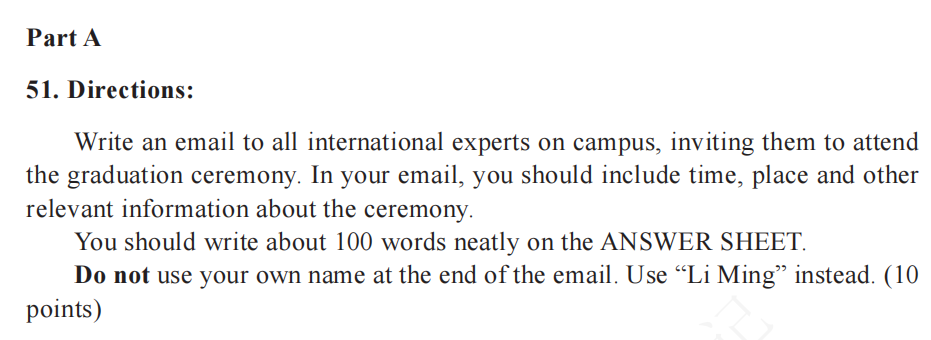 Part A
51. Directions:
Write an email to all international experts on campus, inviting them to attend
the graduation ceremony. In your email, you should include time, place and other
relevant information about the ceremony.
You should write about 100 words neatly on the ANSWER SHEET.
Do not use your own name at the end of the email. Use “Li Ming” instead. (10
points)